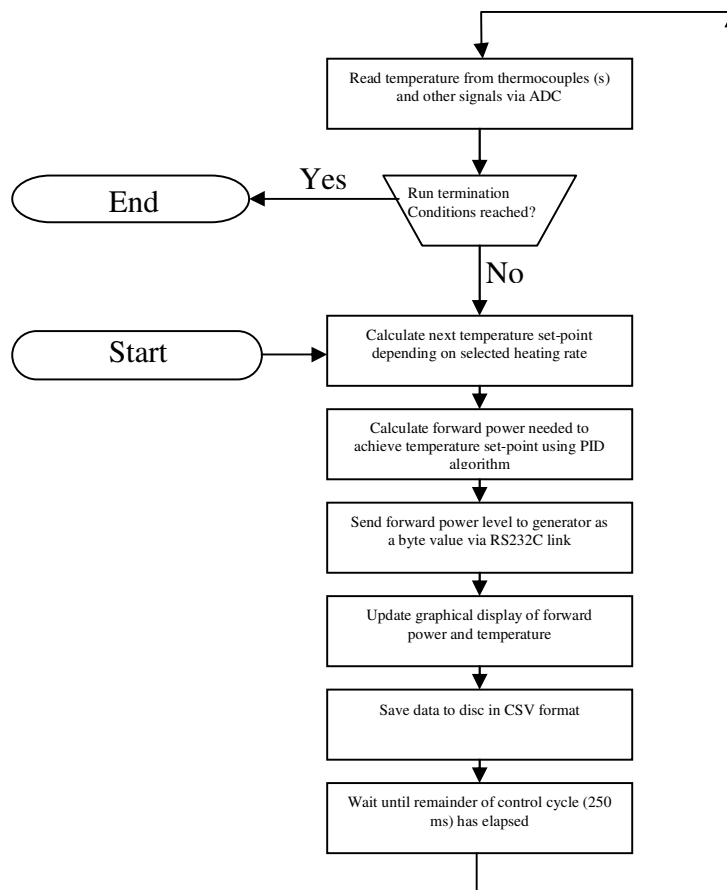 Read temperature from thermocouples (s)
and other signals via ADC
Yes
End
Run termination
Conditions reached?
No
Start
Calculate next temperature set-point
depending on selected heating rate
Calculate forward power needed to
achieve temperature set-point using PID
algorithm
Send forward power level to generator as
a byte value via RS232C link
Update graphical display of forward
power and temperature
Save data to disc in CSV format
Wait until remainder of control cycle (250
ms) has elapsed